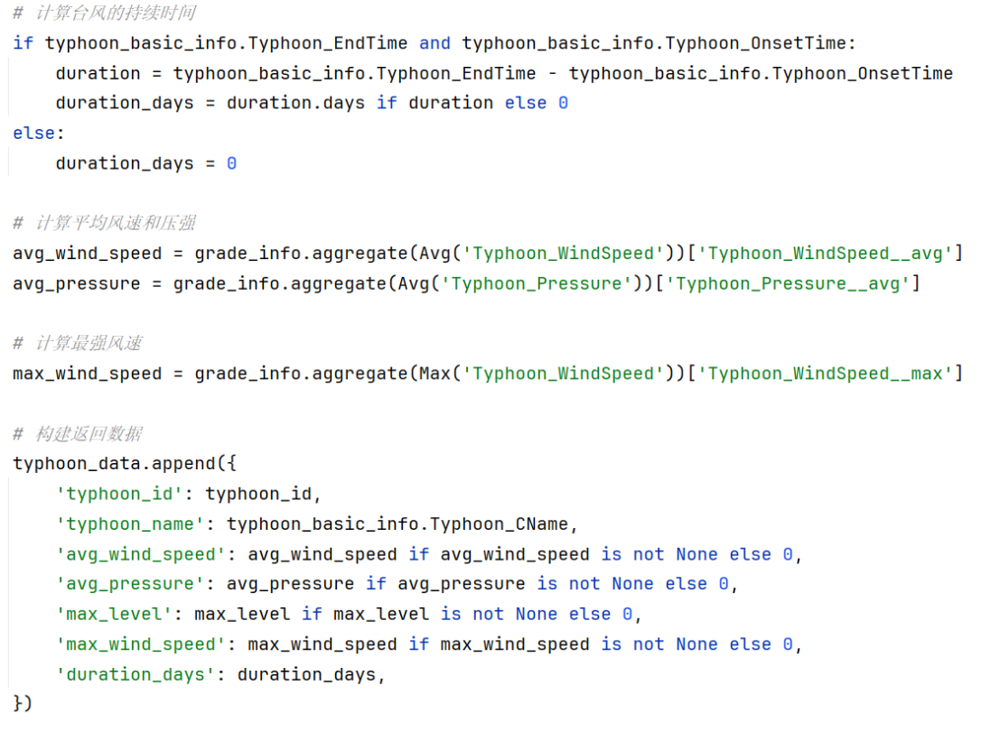 # 计算台风的持续时间
if typhoon_basic_info.Typhoon_EndTime and typhoon_basic_info.Typhoon_OnsetTime:
    duration = typhoon_basic_info.Typhoon_EndTime - typhoon_basic_info.Typhoon_OnsetTime
    duration_days = duration.days if duration else 0
else:
    duration_days = 0
# 计算平均风速和压强
avg_wind_speed = grade_info.aggregate(Avg('Typhoon_WindSpeed'))['Typhoon_WindSpeed__avg']
avg_pressure = grade_info.aggregate(Avg('Typhoon_Pressure'))['Typhoon_Pressure__avg']
# 计算最强风速
max_wind_speed = grade_info.aggregate(Max('Typhoon_WindSpeed'))['Typhoon_WindSpeed__max']
# 构建返回数据
typhoon_data.append({
    'typhoon_id': typhoon_id,
    'typhoon_name': typhoon_basic_info.Typhoon_CName,
    'avg_wind_speed': avg_wind_speed if avg_wind_speed is not None else 0,
    'avg_pressure': avg_pressure if avg_pressure is not None else 0,
    'max_level': max_level if max_level is not None else 0,
    'max_wind_speed': max_wind_speed if max_wind_speed is not None else 0,
    'duration_days': duration_days,
})